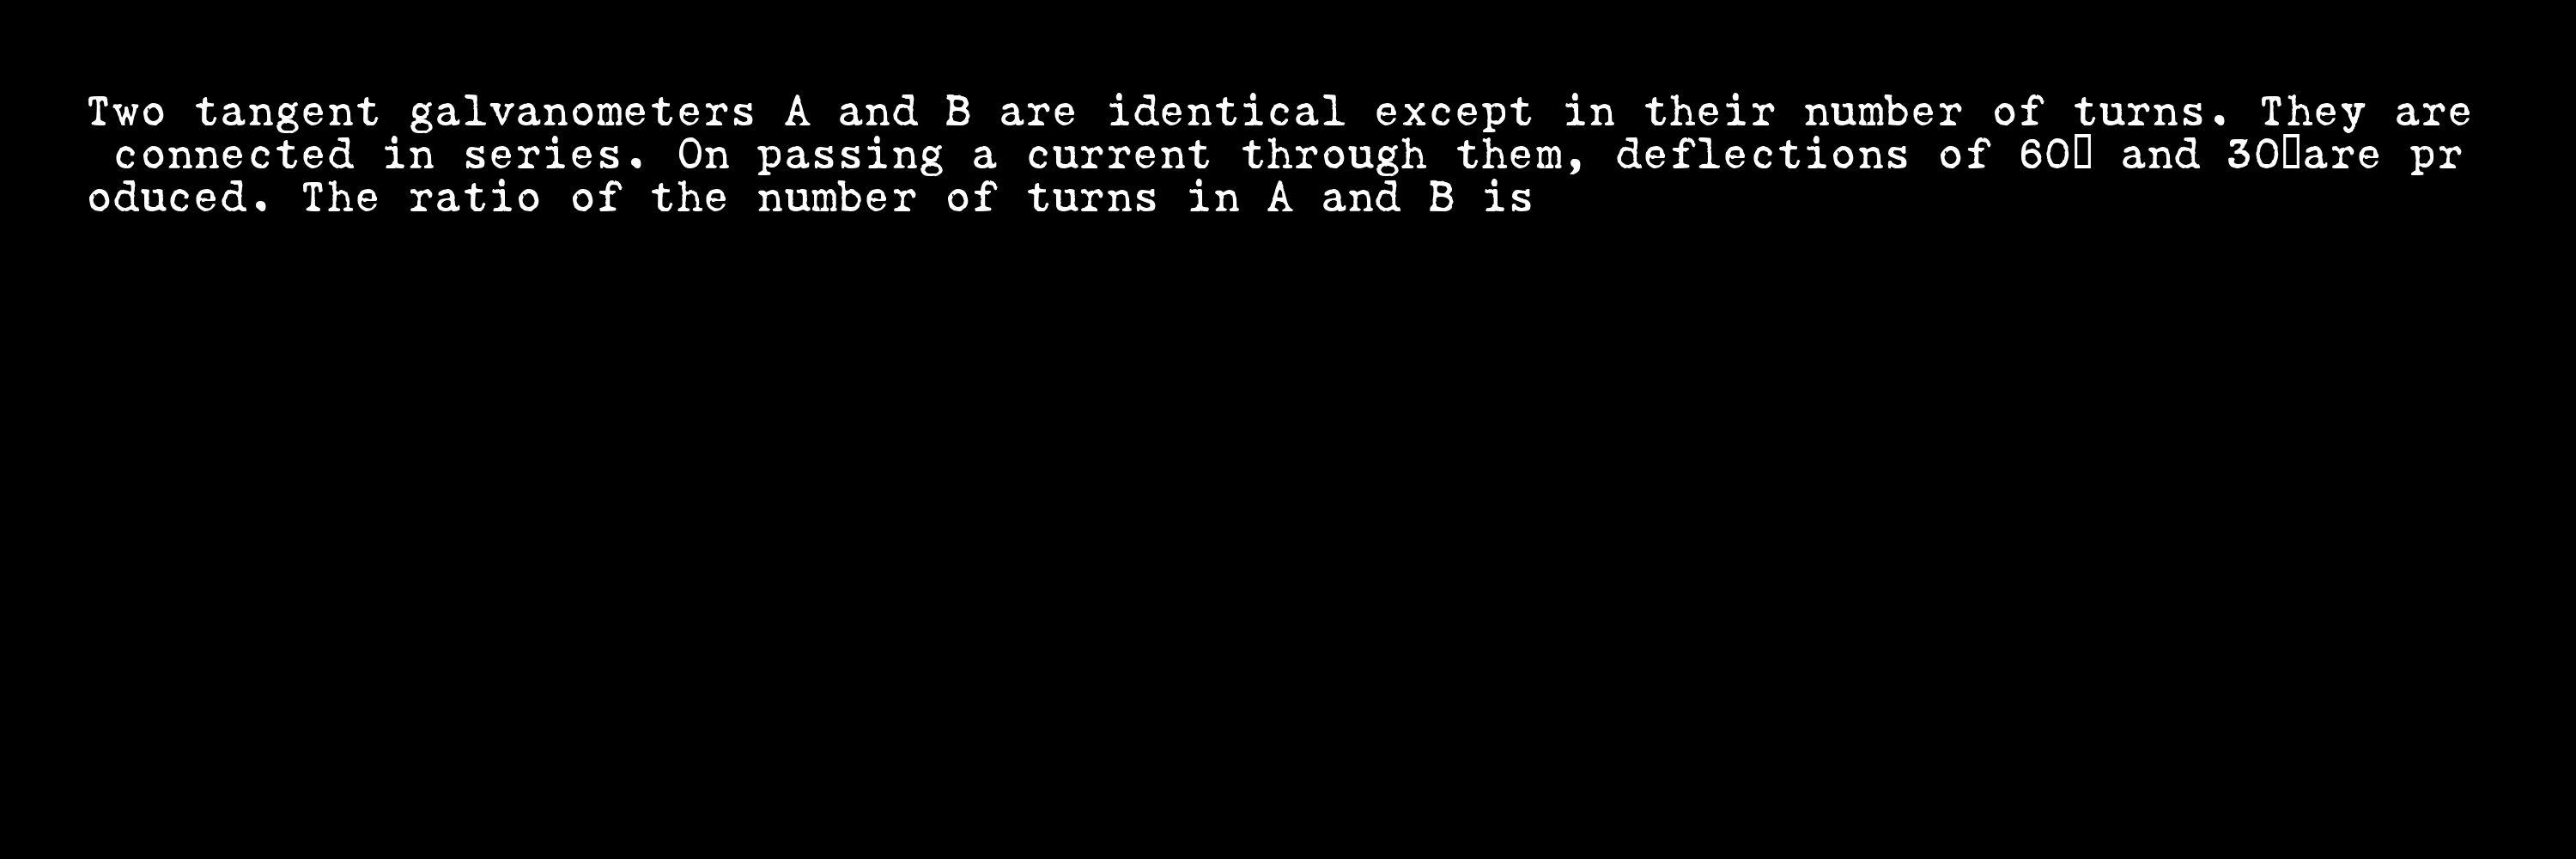 Two tangent galvanometers A and B are identical except in their number of turns. They are
connected in series. On passing a current through them, deflections of 60▯ and 30▯are pr
oduced. The ratio of the number of turns in A and B is